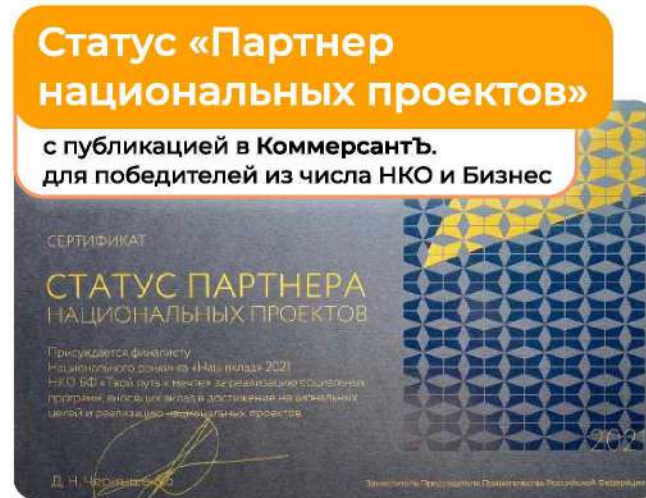 Статус «Партнер
национальных проектов»
с публикацией в КоммерсантЪ.
для победителей из числа НКО и Бизнес
СЕРТИФИКАТ
СТАТУС ПАРТНЕРА
НАЦИОНАЛЬНЫХ ПРОЕКТОВ
Присуждается финалисту
Национального рэнкинга «Наш вклад» 2021
НКО БФ «Твой путь к мечте» за реализацию социальных
программ, вносящих вклад в достижение национальных
целей и реализацию национальных проектов
2021
Д. Н. Чернышенко
Заместитель Председателя Правительства Российской Федерации